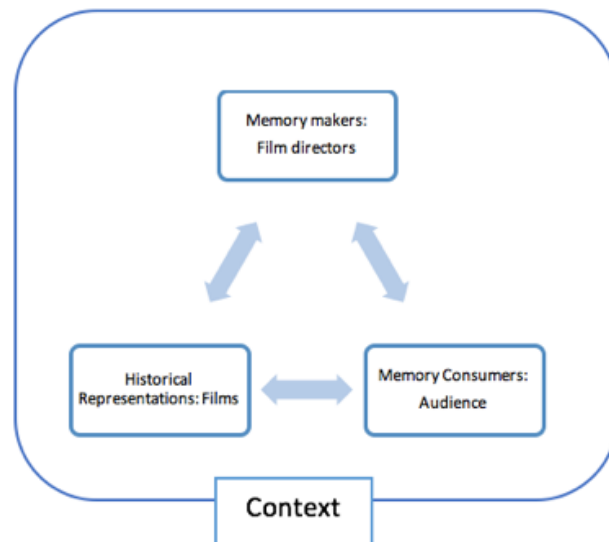 Memory makers:
Film directors
Historical
Representations: Films
Memory Consumers:
Audience
Context